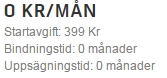 0 KR/MÅN
Startavgift: 399 Kr
Bindningstid: 0 månader
Uppsägningstid: 0 månader